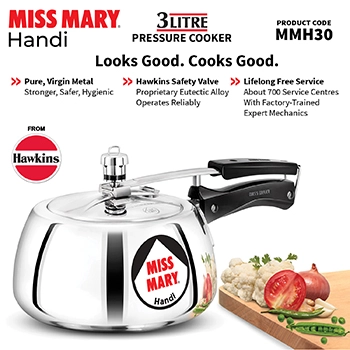 MISS MARY®
Handi
3 LITRE
PRESSURE COOKER
PRODUCT CODE
MMH30
Looks Good. Cooks Good.
Pure, Virgin Metal
Stronger, Safer, Hygienic
Hawkins Safety Valve
Proprietary Eutectic Alloy
Operates Reliably
Lifelong Free Service
About 700 Service Centres
With Factory-Trained
Expert Mechanics
FROM
Hawkins
MISS
MARY®
Handi